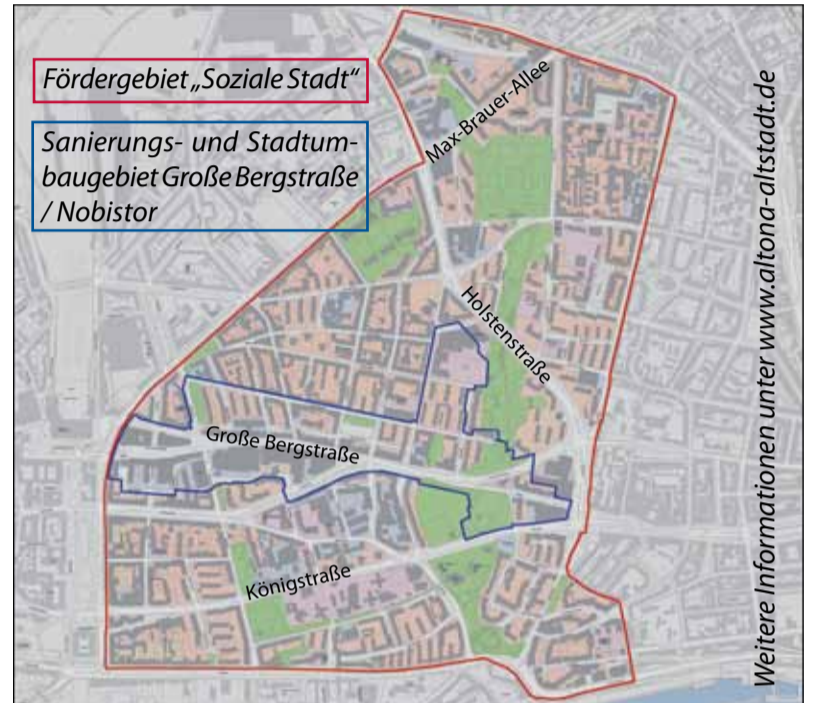 Fördergebiet „Soziale Stadt“
Sanierungs- und Stadtum-
baugebiet Große Bergstraße
/ Nobistor
Max-Brauer-Allee
Holstenstraße
Große Bergstraße
Königstraße
Weitere Informationen unter www.altona-altstadt.de